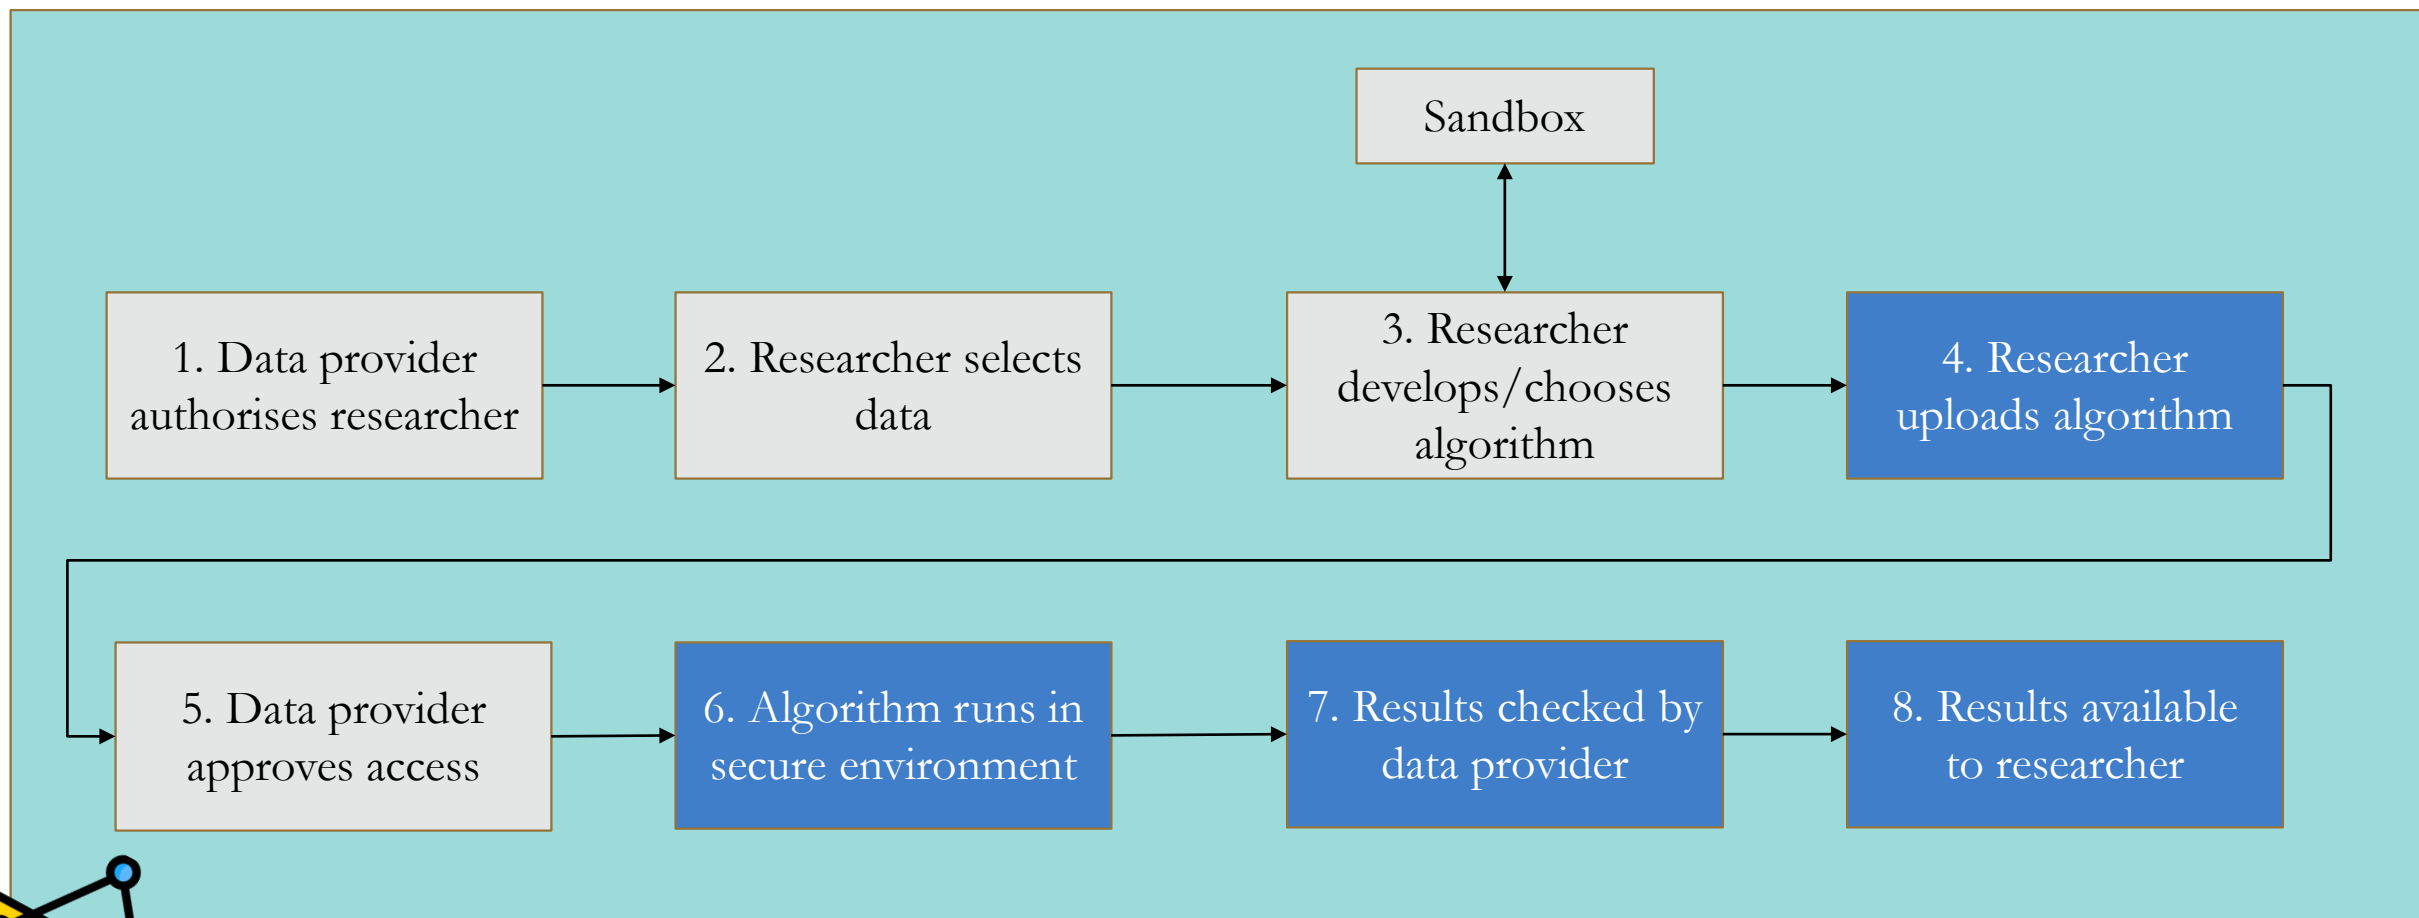 Sandbox
1. Data provider
authorises researcher
2. Researcher selects
data
3. Researcher
develops/chooses
algorithm
4. Researcher
uploads algorithm
5. Data provider
approves access
6. Algorithm runs in
secure environment
7. Results checked by
data provider
8. Results available
to researcher